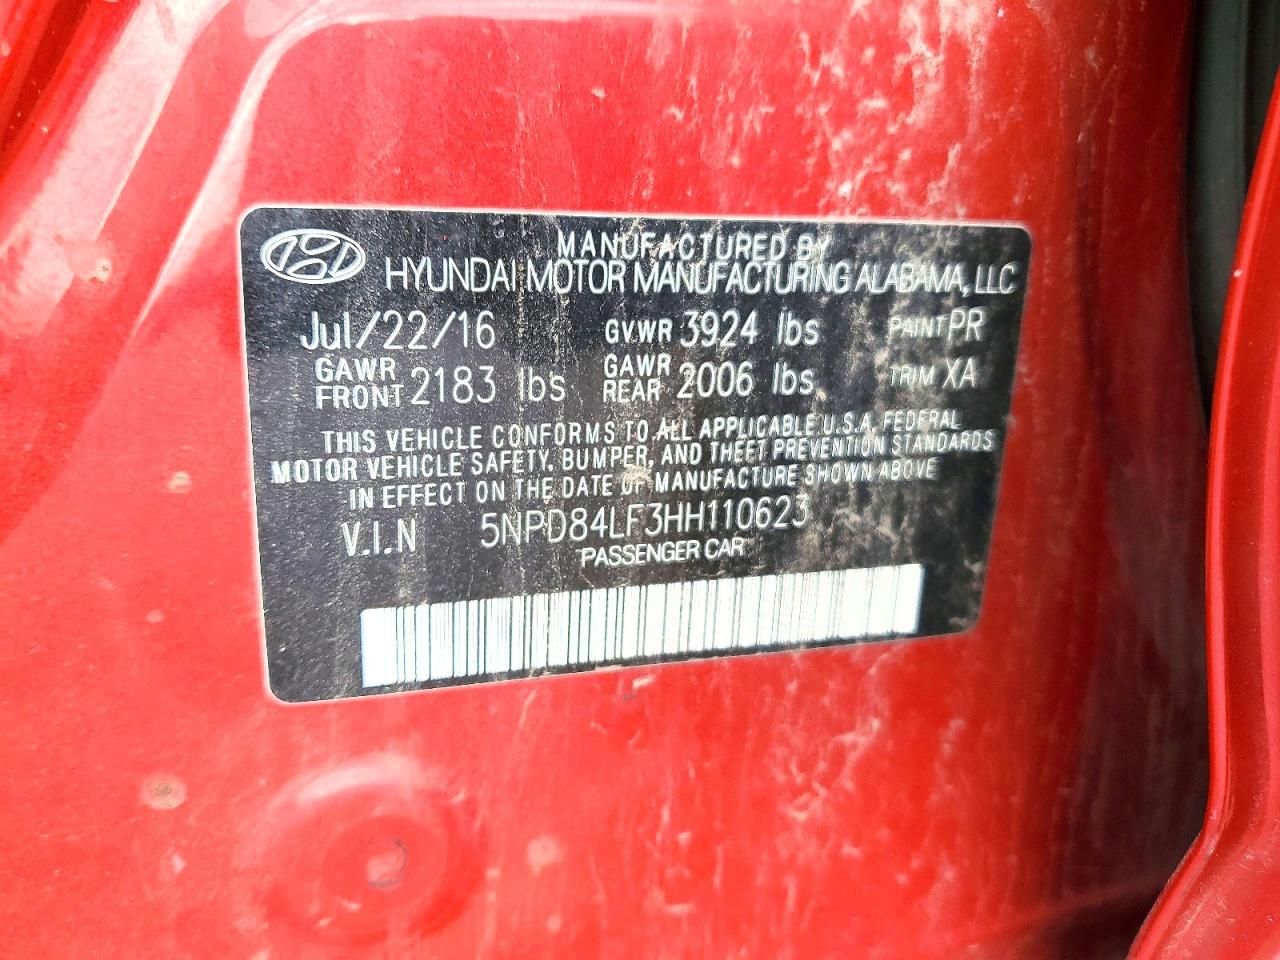 MANUFACTURED BY
HYUNDAI MOTOR MANUFACTURING ALABAMA, LLC
Jul/22/16 GVWR 3924 lbs PAINT PR
GAWR FRONT 2183 lbs GAWR REAR 2006 lbs TRIM XA
THIS VEHICLE CONFORMS TO ALL APPLICABLE U.S.A. FEDERAL
MOTOR VEHICLE SAFETY, BUMPER, AND THEFT PREVENTION STANDARDS
IN EFFECT ON THE DATE OF MANUFACTURE SHOWN ABOVE
V.I.N 5NPD84LF3HH110623
PASSENGER CAR